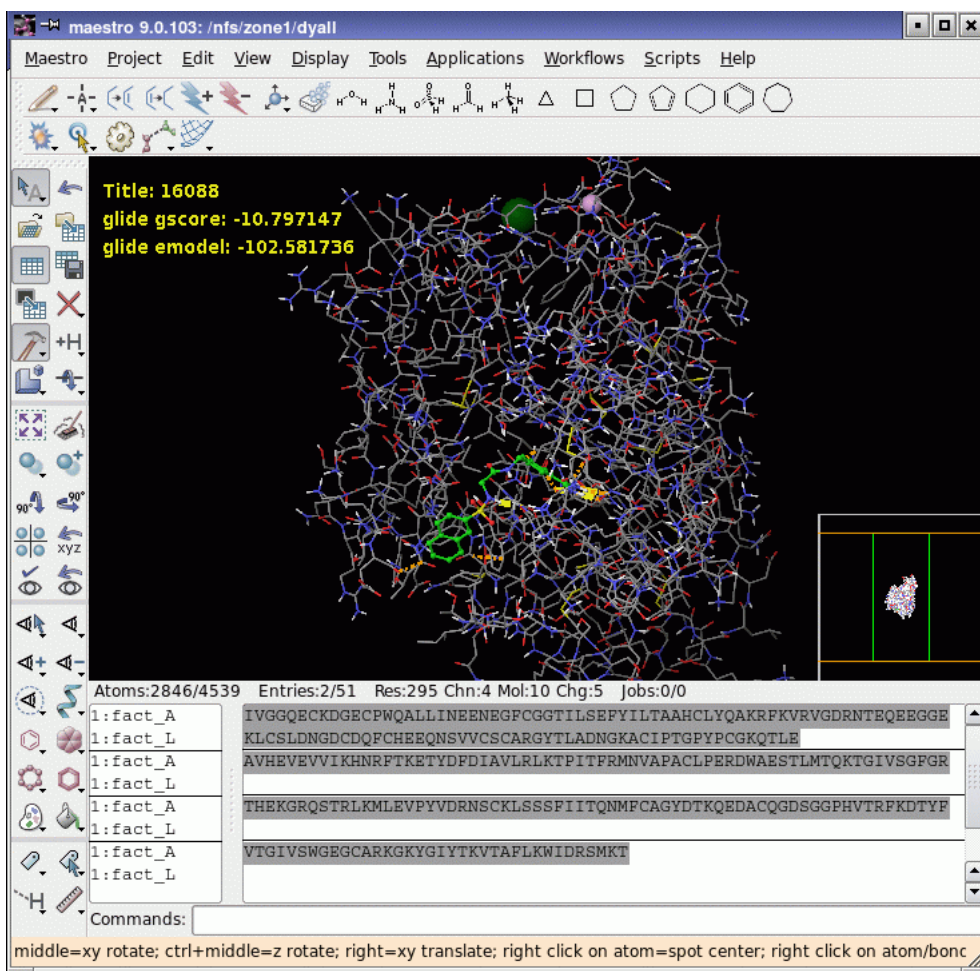 maestro 9.0.103: /nfs/zone1/dyall
Maestro Project Edit View Display Tools Applications Workflows Scripts Help
Title: 16088
glide gscore: -10.797147
glide emodel: -102.581736
+H
90° 90°
xyz
Atoms:2846/4539 Entries:2/51 Res:295 Chn:4 Mol:10 Chg:5 Jobs:0/0
1:fact_A IVGGQECKDGECPWQALLINEENEGFCGGTILSEFYILTAAHCLYQAKRFKVRVGDRNTEQEEGGE
1:fact_L KLCSLDNGDCDQFCHEEQNSVVCSCARGYTLADNGKACIPTGPYPCGKQTLE
1:fact_A AVHEVEVVIKHNRFTKETYDFDIAVLRLKTPITFRMNVAPACLPERDWAESTLMTQKTGIVSGFGR
1:fact_L
1:fact_A THEKGRQSTRLKMLEVPYVDRNSCKLSSSFIITQNMFCAGYDTKQEDACQGDSGGPHVTRFKDTYF
1:fact_L
1:fact_A VTGIVSWGEGCARKGKYGIYTKVTAFLKWIDRSMKT
1:fact_L
Commands:
middle=xy rotate; ctrl+middle=z rotate; right=xy translate; right click on atom=spot center; right click on atom/bond